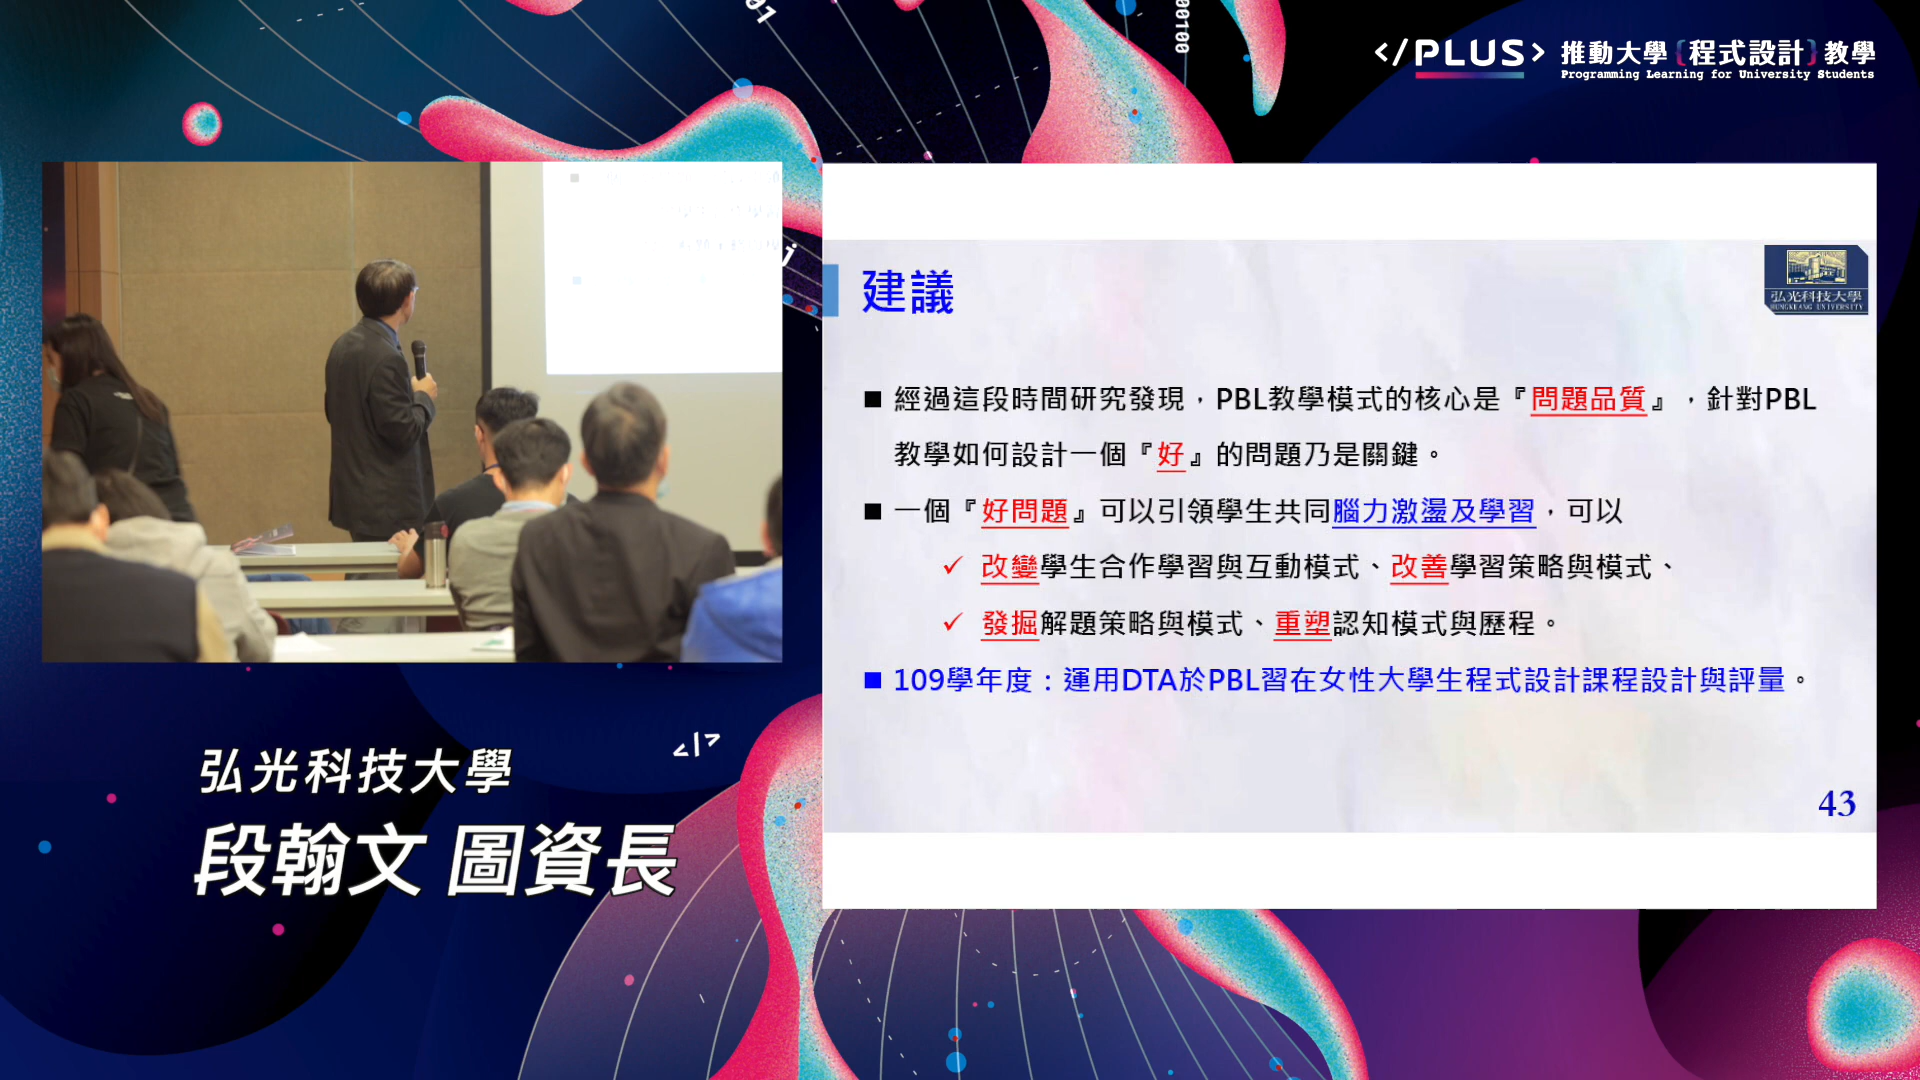 01
00100
</PLUS> 推動大學{程式設計}教學
Programming Learning for University Students
j
建議
弘光科技大學
HUNGKUANG UNIVERSITY
■ 經過這段時間研究發現，PBL教學模式的核心是『問題品質』，針對PBL
教學如何設計一個『好』的問題乃是關鍵。
■ 一個『好問題』可以引領學生共同腦力激盪及學習，可以
✓ 改變學生合作學習與互動模式、改善學習策略與模式、
✓ 發掘解題策略與模式、重塑認知模式與歷程。
■ 109學年度：運用DTA於PBL習在女性大學生程式設計課程設計與評量。
43
</>
弘光科技大學
段翰文 圖資長